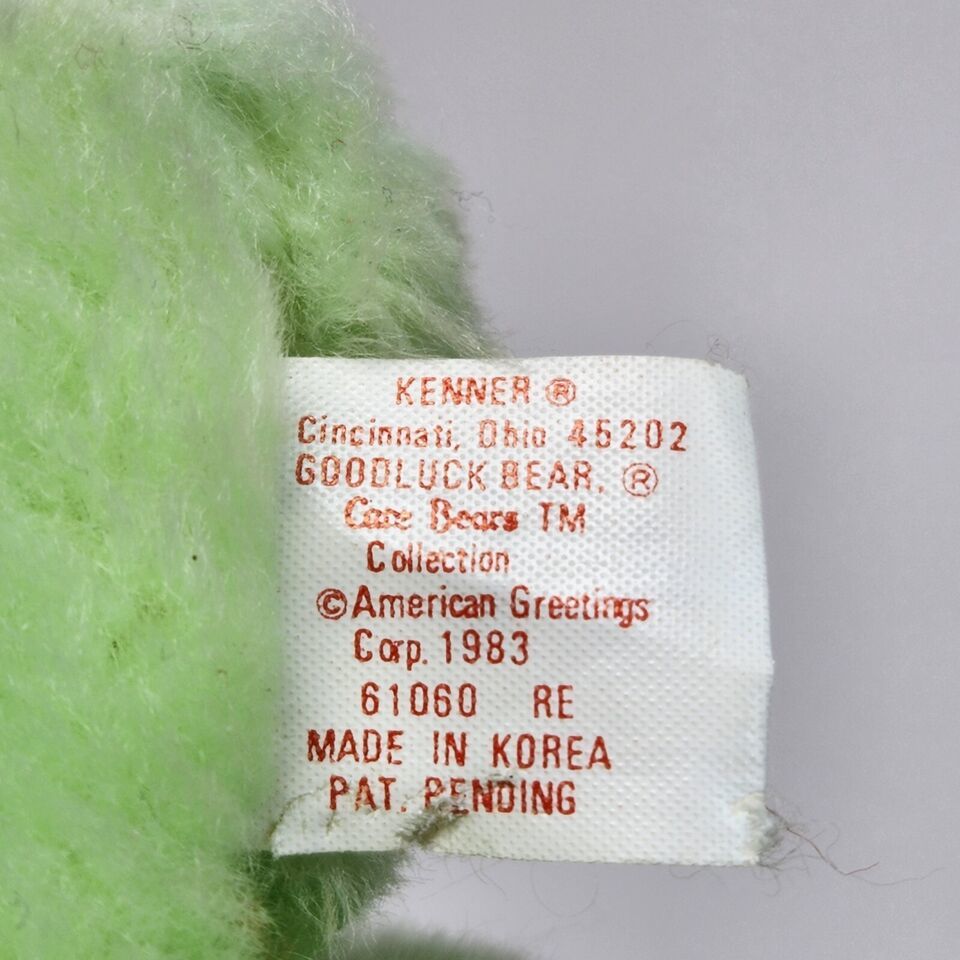 KENNER ®
Cincinnati, Ohio 45202
GOODLUCK BEAR, ®
Care Bears TM
Collection
©American Greetings
Corp. 1983
61060 RE
MADE IN KOREA
PAT. PENDING